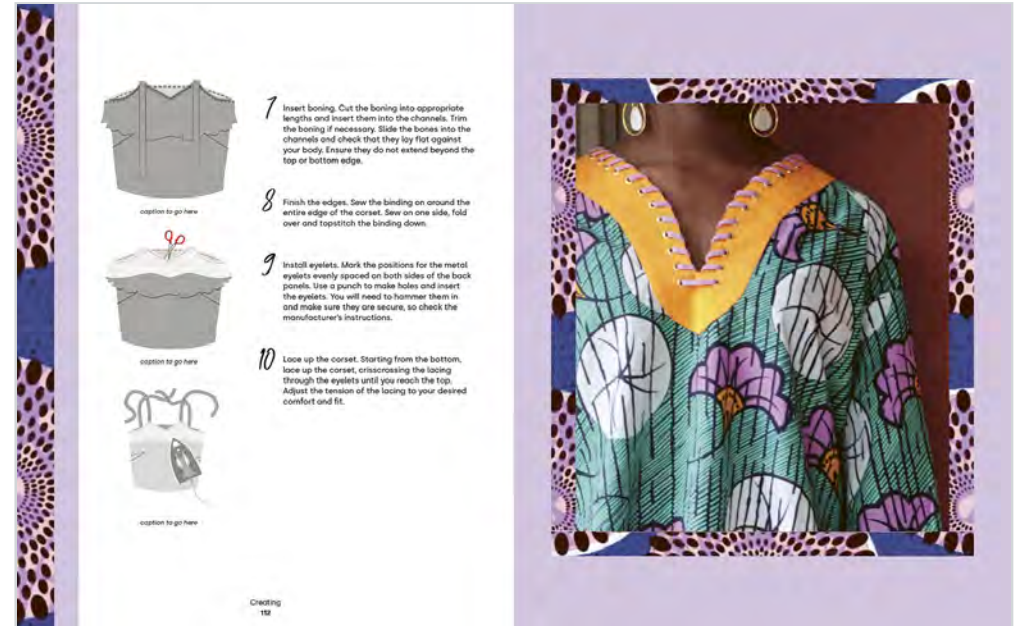 7
Insert boning. Cut the boning into appropriate
lengths and insert them into the channels. Trim
the boning if necessary. Slide the bones into the
channels and check that they lay flat against
your body. Ensure they do not extend beyond the
top or bottom edge.
caption to go here
8
Finish the edges. Sew the binding on around the
entire edge of the corset. Sew on one side, fold
over and topstitch the binding down.
9
Install eyelets. Mark the positions for the metal
eyelets evenly spaced on both sides of the back
panels. Use a punch to make holes and insert
the eyelets. You will need to hammer them in
and make sure they are secure, so check the
manufacturer's instructions.
caption to go here
10
Lace up the corset. Starting from the bottom,
lace up the corset, crisscrossing the lacing
through the eyelets until you reach the top.
Adjust the tension of the lacing to your desired
comfort and fit.
caption to go here
Creating
112